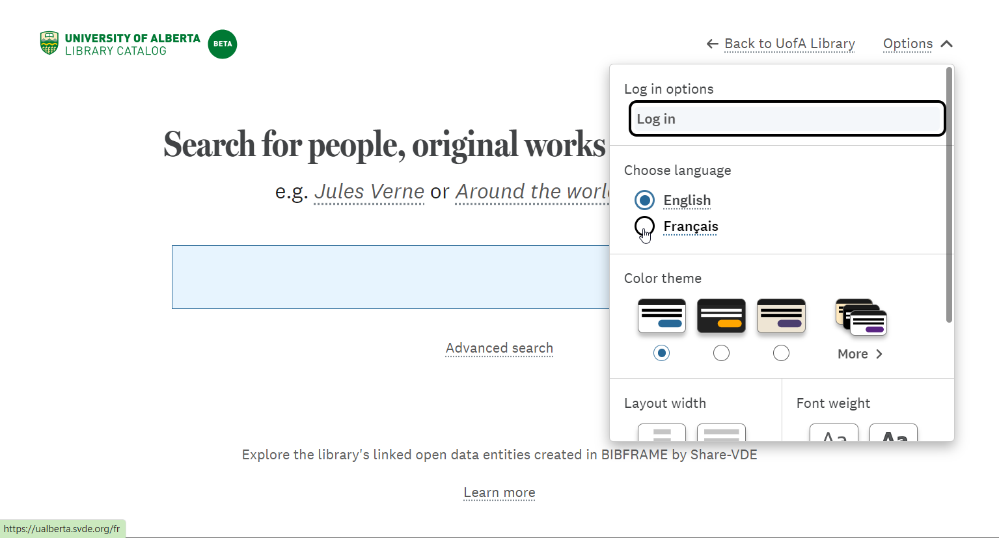 UNIVERSITY OF ALBERTA
LIBRARY CATALOG
BETA
Back to UofA Library
Options
Log in options
Log in
Search for people, original works
e.g. Jules Verne or Around the worl
Choose language
English
Français
Color theme
More
Advanced search
Layout width
Font weight
Aa
Aa
Explore the library's linked open data entities created in BIBFRAME by Share-VDE
Learn more
https://ualberta.svde.org/fr